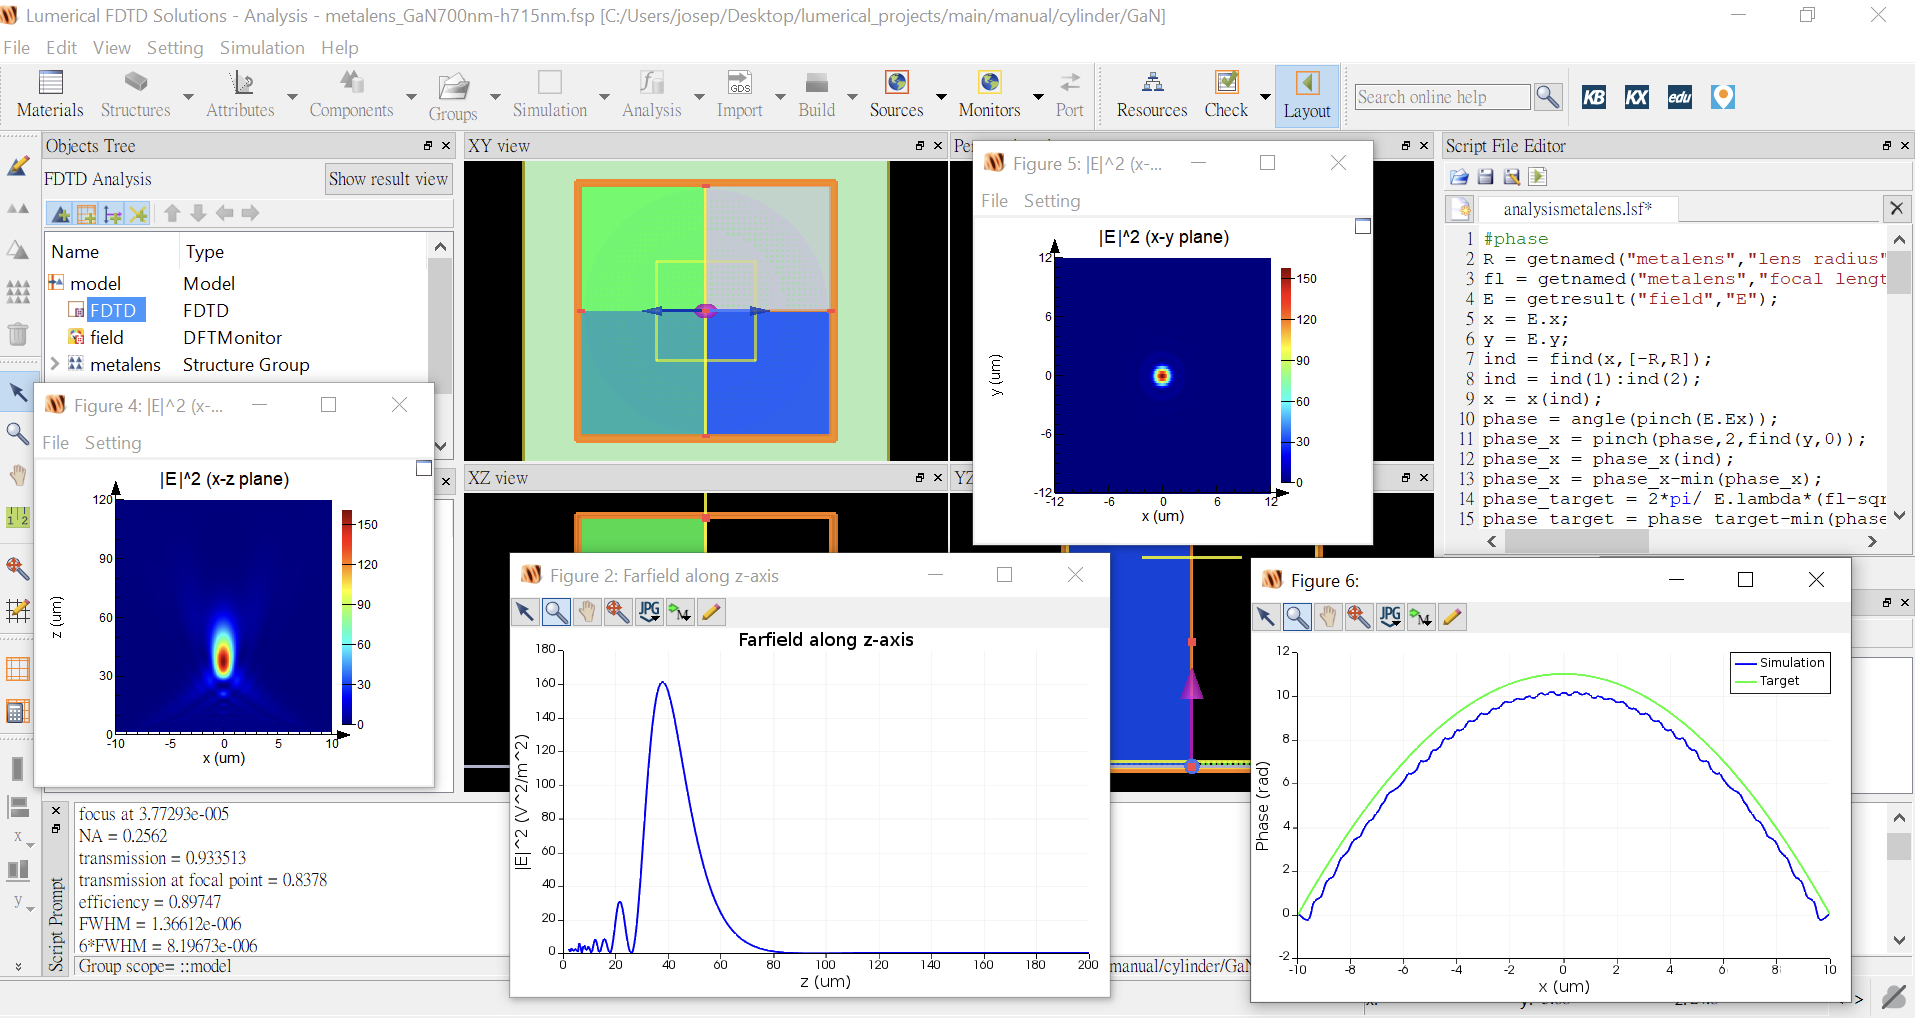 Lumerical FDTD Solutions - Analysis - metalens_GaN700nm-h715nm.fsp [C:/Users/josep/Desktop/lumerical_projects/main/manual/cylinder/GaN]
File Edit View Setting Simulation Help
Materials Structures Attributes Components Groups Simulation Analysis Import Build Sources Monitors Port Resources Check Layout
GDS
Search online help
KB KX edu
Objects Tree
FDTD Analysis
Show result view
Name Type
model Model
FDTD FDTD
field DFTMonitor
metalens Structure Group
XY view
Pe
XZ view
YZ
Script File Editor
analysismetalens.lsf*
1 #phase
2 R = getnamed("metalens","lens radius"
3 fl = getnamed("metalens","focal lengt
4 E = getresult("field","E");
5 x = E.x;
6 y = E.y;
7 ind = find(x,[-R,R]);
8 ind = ind(1):ind(2);
9 x = x(ind);
10 phase = angle(pinch(E.Ex));
11 phase_x = pinch(phase,2,find(y,0));
12 phase_x = phase_x(ind);
13 phase_x = phase_x-min(phase_x);
14 phase_target = 2*pi/ E.lambda*(fl-sqr
15 phase target = phase target-min(phase
Figure 5: |E|^2 (x-...
File Setting
|E|^2 (x-y plane)
y (um)
12
6
0
-6
-12
-12 -6 0 6 12
x (um)
150
120
90
60
30
0
Figure 4: |E|^2 (x-...
File Setting
|E|^2 (x-z plane)
z (um)
120
90
60
30
0
-10 -5 0 5 10
x (um)
150
120
90
60
30
0
Figure 2: Farfield along z-axis
JPG M
Farfield along z-axis
|E|^2 (V^2/m^2)
180
160
140
120
100
80
60
40
20
0
0 20 40 60 80 100 120 140 160 180 200
z (um)
Figure 6:
JPG M
Simulation
Target
Phase (rad)
12
10
8
6
4
2
0
-2
-10 -8 -6 -4 -2 0 2 4 6 8 10
x (um)
Script Prompt
focus at 3.77293e-005
NA = 0.2562
transmission = 0.933513
transmission at focal point = 0.8378
efficiency = 0.89747
FWHM = 1.36612e-006
6*FWHM = 8.19673e-006
Group scope= ::model
manual/cylinder/GaN
x
y
1 2